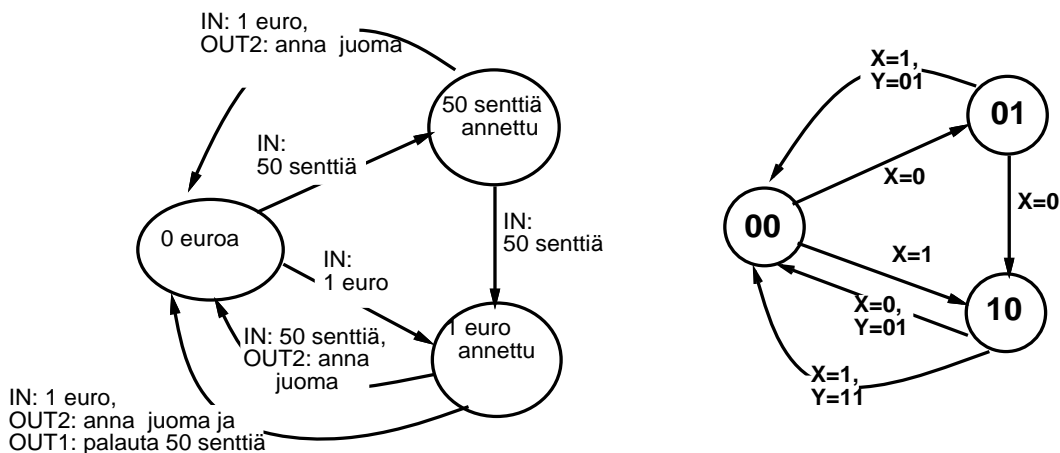 IN: 1 euro,
OUT2: anna juoma
50 senttiä
annettu
IN:
50 senttiä
0 euroa
IN:
1 euro
IN:
50 senttiä
1 euro
annettu
IN: 50 senttiä,
OUT2: anna
juoma
IN: 1 euro,
OUT2: anna juoma ja
OUT1: palauta 50 senttiä
X=1,
Y=01
01
X=0
X=0
00
X=1
X=0,
Y=01
10
X=1,
Y=11